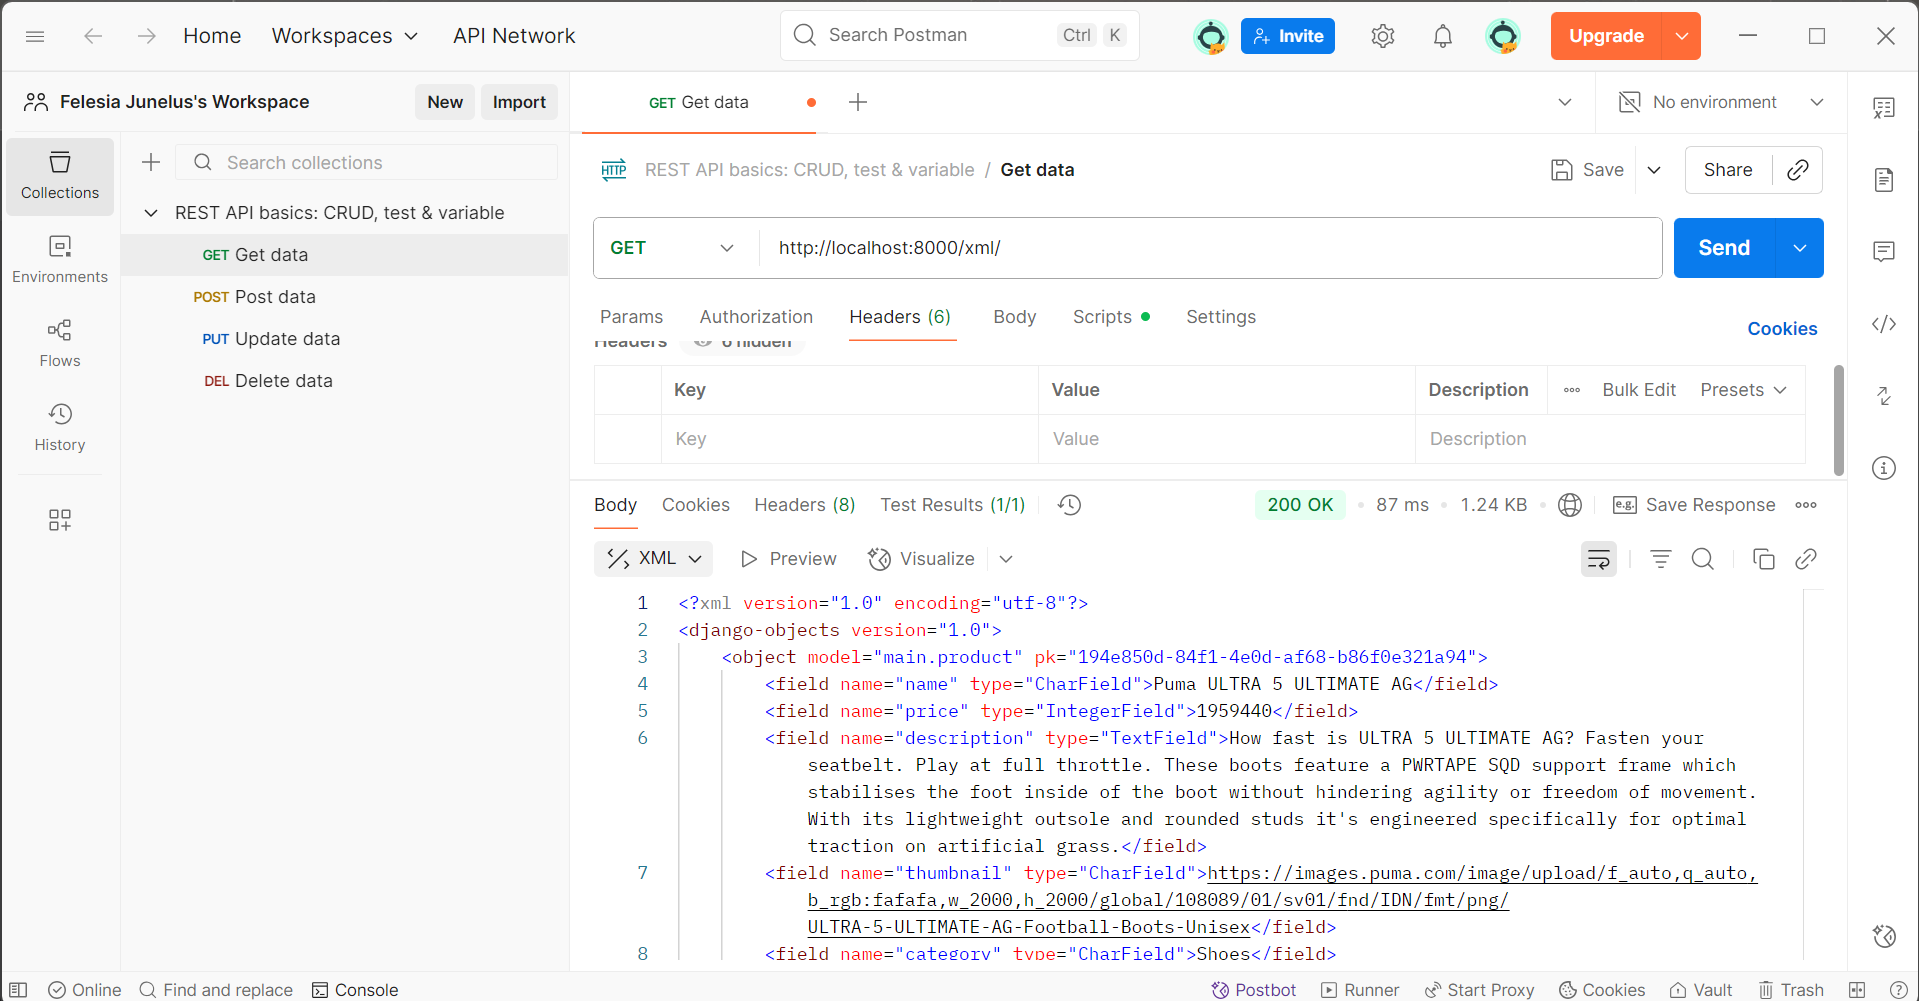 Home Workspaces API Network Search Postman Ctrl K Invite Upgrade
Felesia Junelus's Workspace New Import GET Get data No environment
Collections
Environments
Flows
History
Search collections
REST API basics: CRUD, test & variable
GET Get data
POST Post data
PUT Update data
DEL Delete data
HTTP REST API basics: CRUD, test & variable / Get data Save Share
GET http://localhost:8000/xml/ Send
Params Authorization Headers (6) Body Scripts Settings Cookies
Headers 6 hidden
Key Value Description Bulk Edit Presets
Key Value Description
Body Cookies Headers (8) Test Results (1/1) 200 OK 87 ms 1.24 KB e.g. Save Response
XML Preview Visualize
1 <?xml version="1.0" encoding="utf-8"?>
2 <django-objects version="1.0">
3 <object model="main.product" pk="194e850d-84f1-4e0d-af68-b86f0e321a94">
4 <field name="name" type="CharField">Puma ULTRA 5 ULTIMATE AG</field>
5 <field name="price" type="IntegerField">1959440</field>
6 <field name="description" type="TextField">How fast is ULTRA 5 ULTIMATE AG? Fasten your
seatbelt. Play at full throttle. These boots feature a PWRTAPE SQD support frame which
stabilises the foot inside of the boot without hindering agility or freedom of movement.
With its lightweight outsole and rounded studs it's engineered specifically for optimal
traction on artificial grass.</field>
7 <field name="thumbnail" type="CharField">https://images.puma.com/image/upload/f_auto,q_auto,
b_rgb:fafafa,w_2000,h_2000/global/108089/01/sv01/fnd/IDN/fmt/png/
ULTRA-5-ULTIMATE-AG-Football-Boots-Unisex</field>
8 <field name="category" type="CharField">Shoes</field>
Online Find and replace Console Postbot Runner Start Proxy Cookies Vault Trash